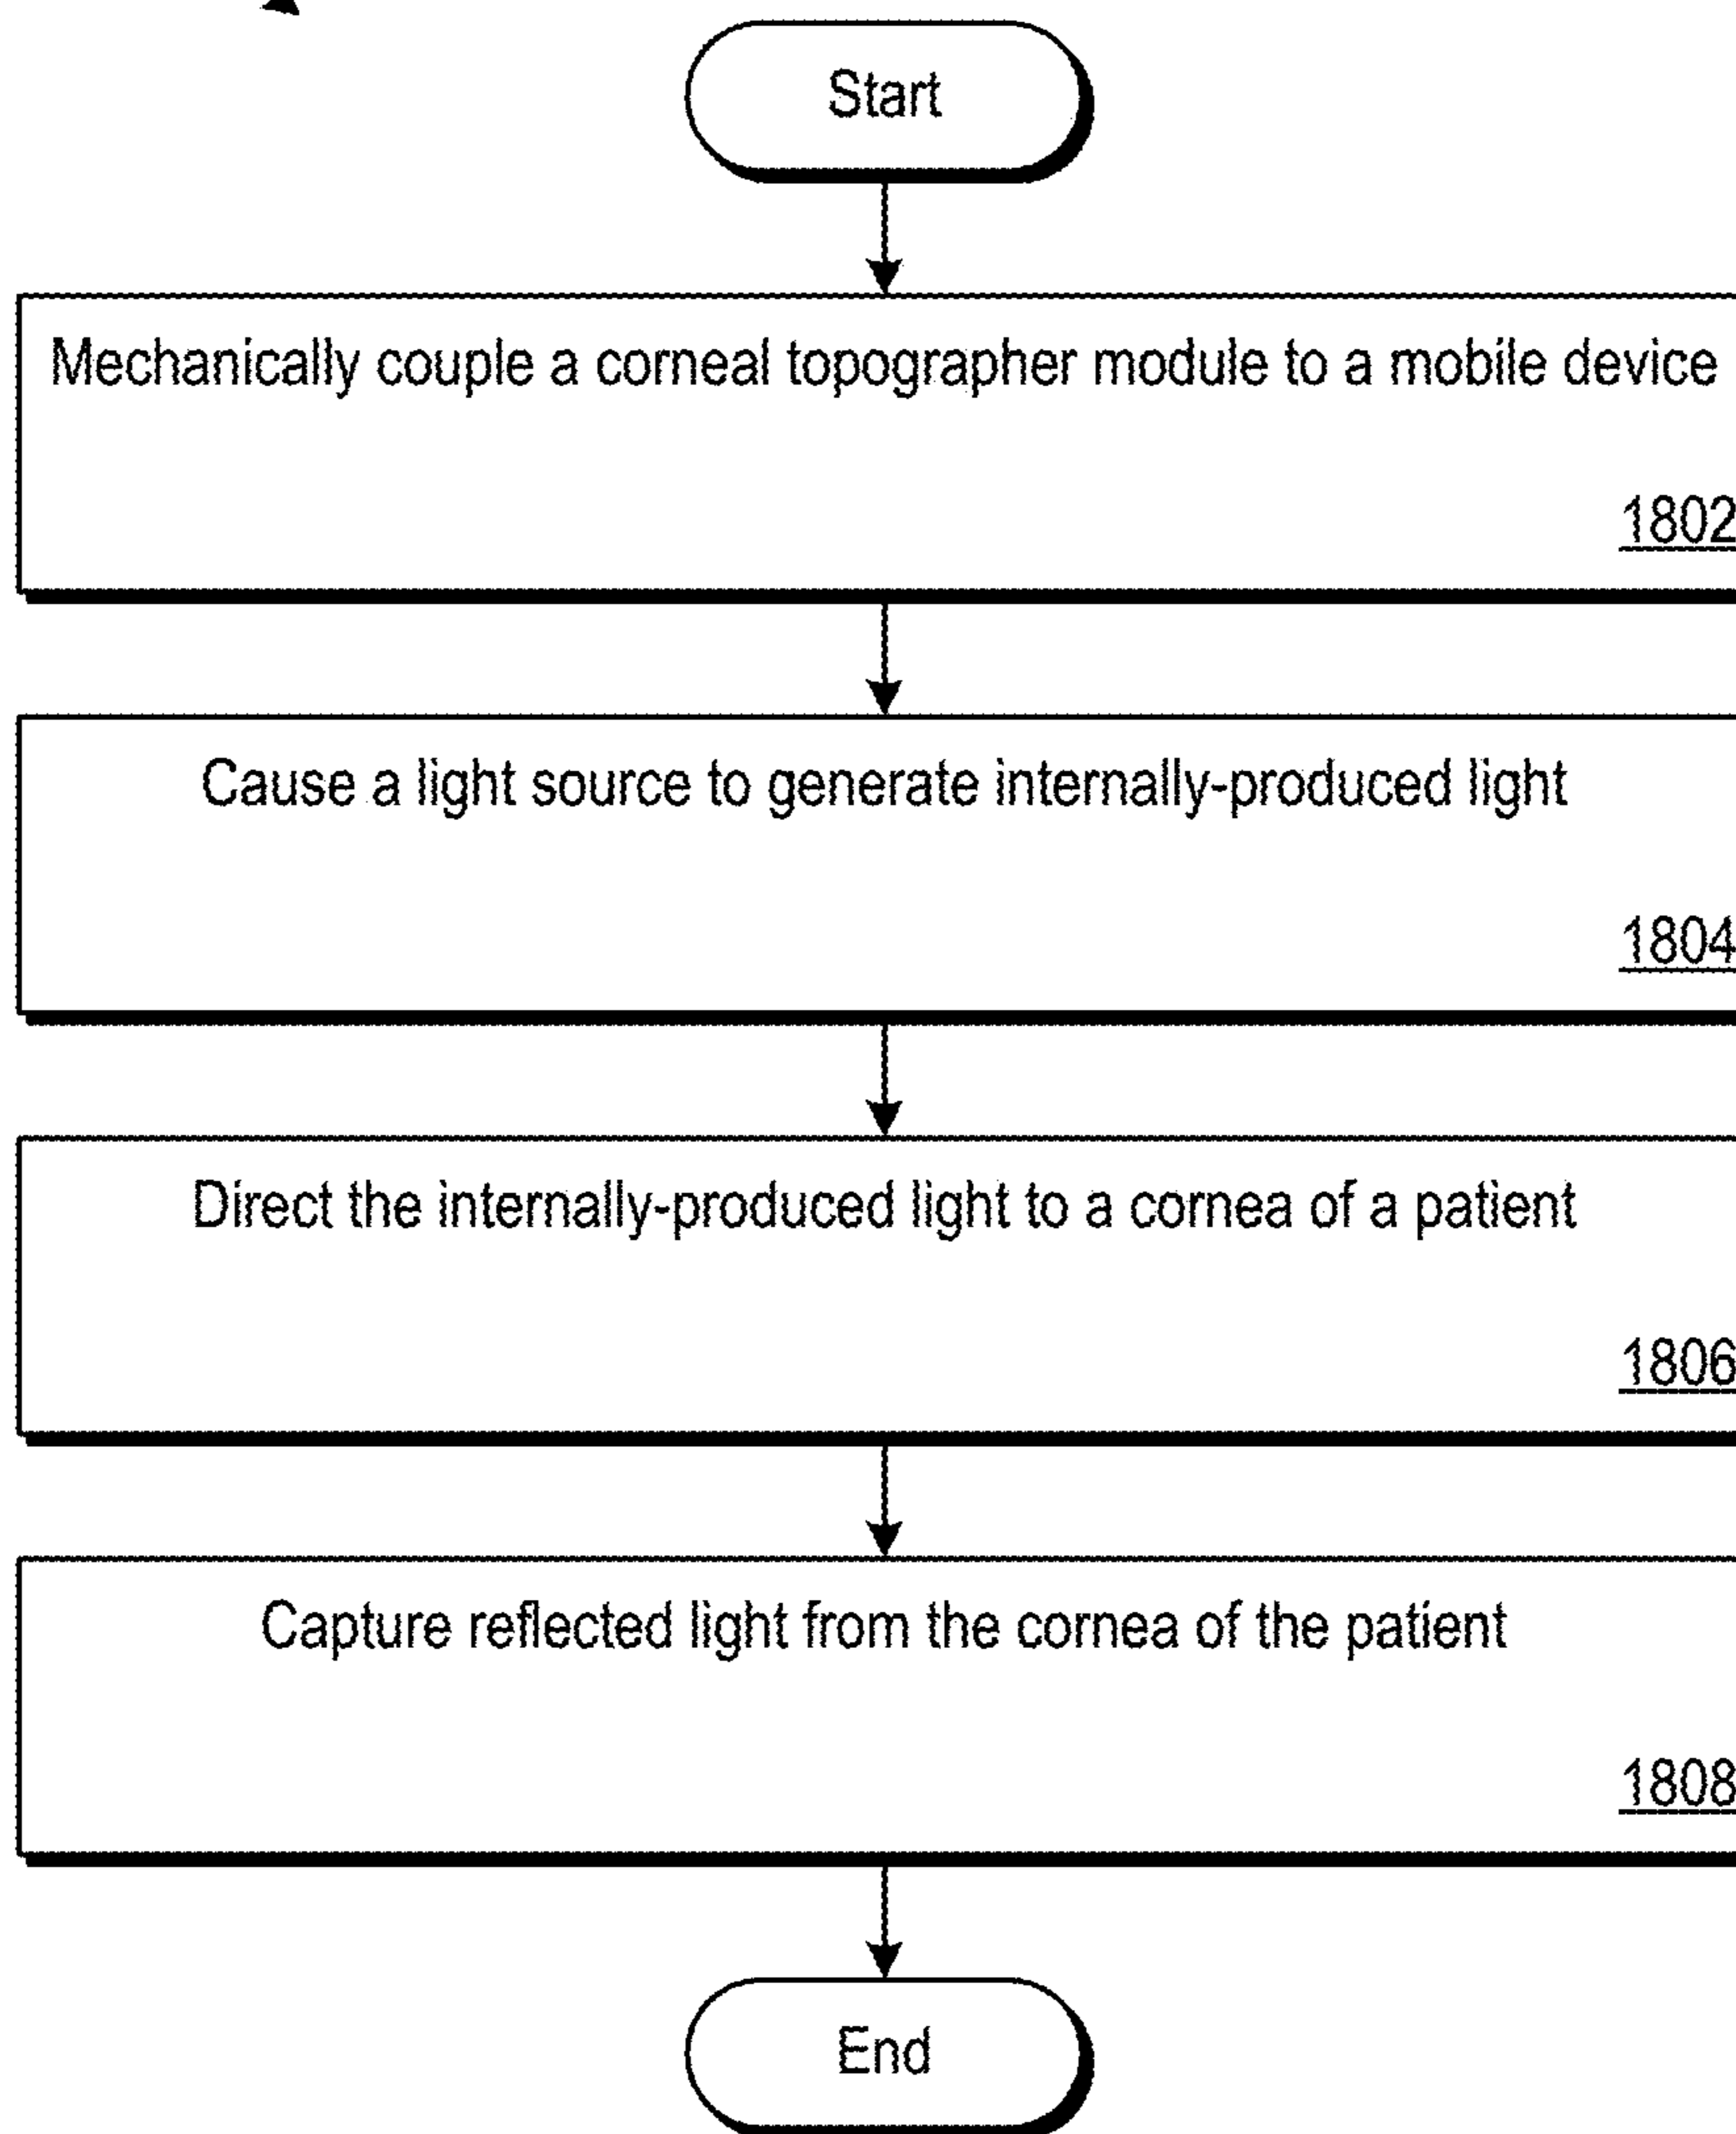 Start
Mechanically couple a corneal topographer module to a mobile device
1802
Cause a light source to generate internally-produced light
1804
Direct the internally-produced light to a cornea of a patient
1806
Capture reflected light from the cornea of the patient
1808
End